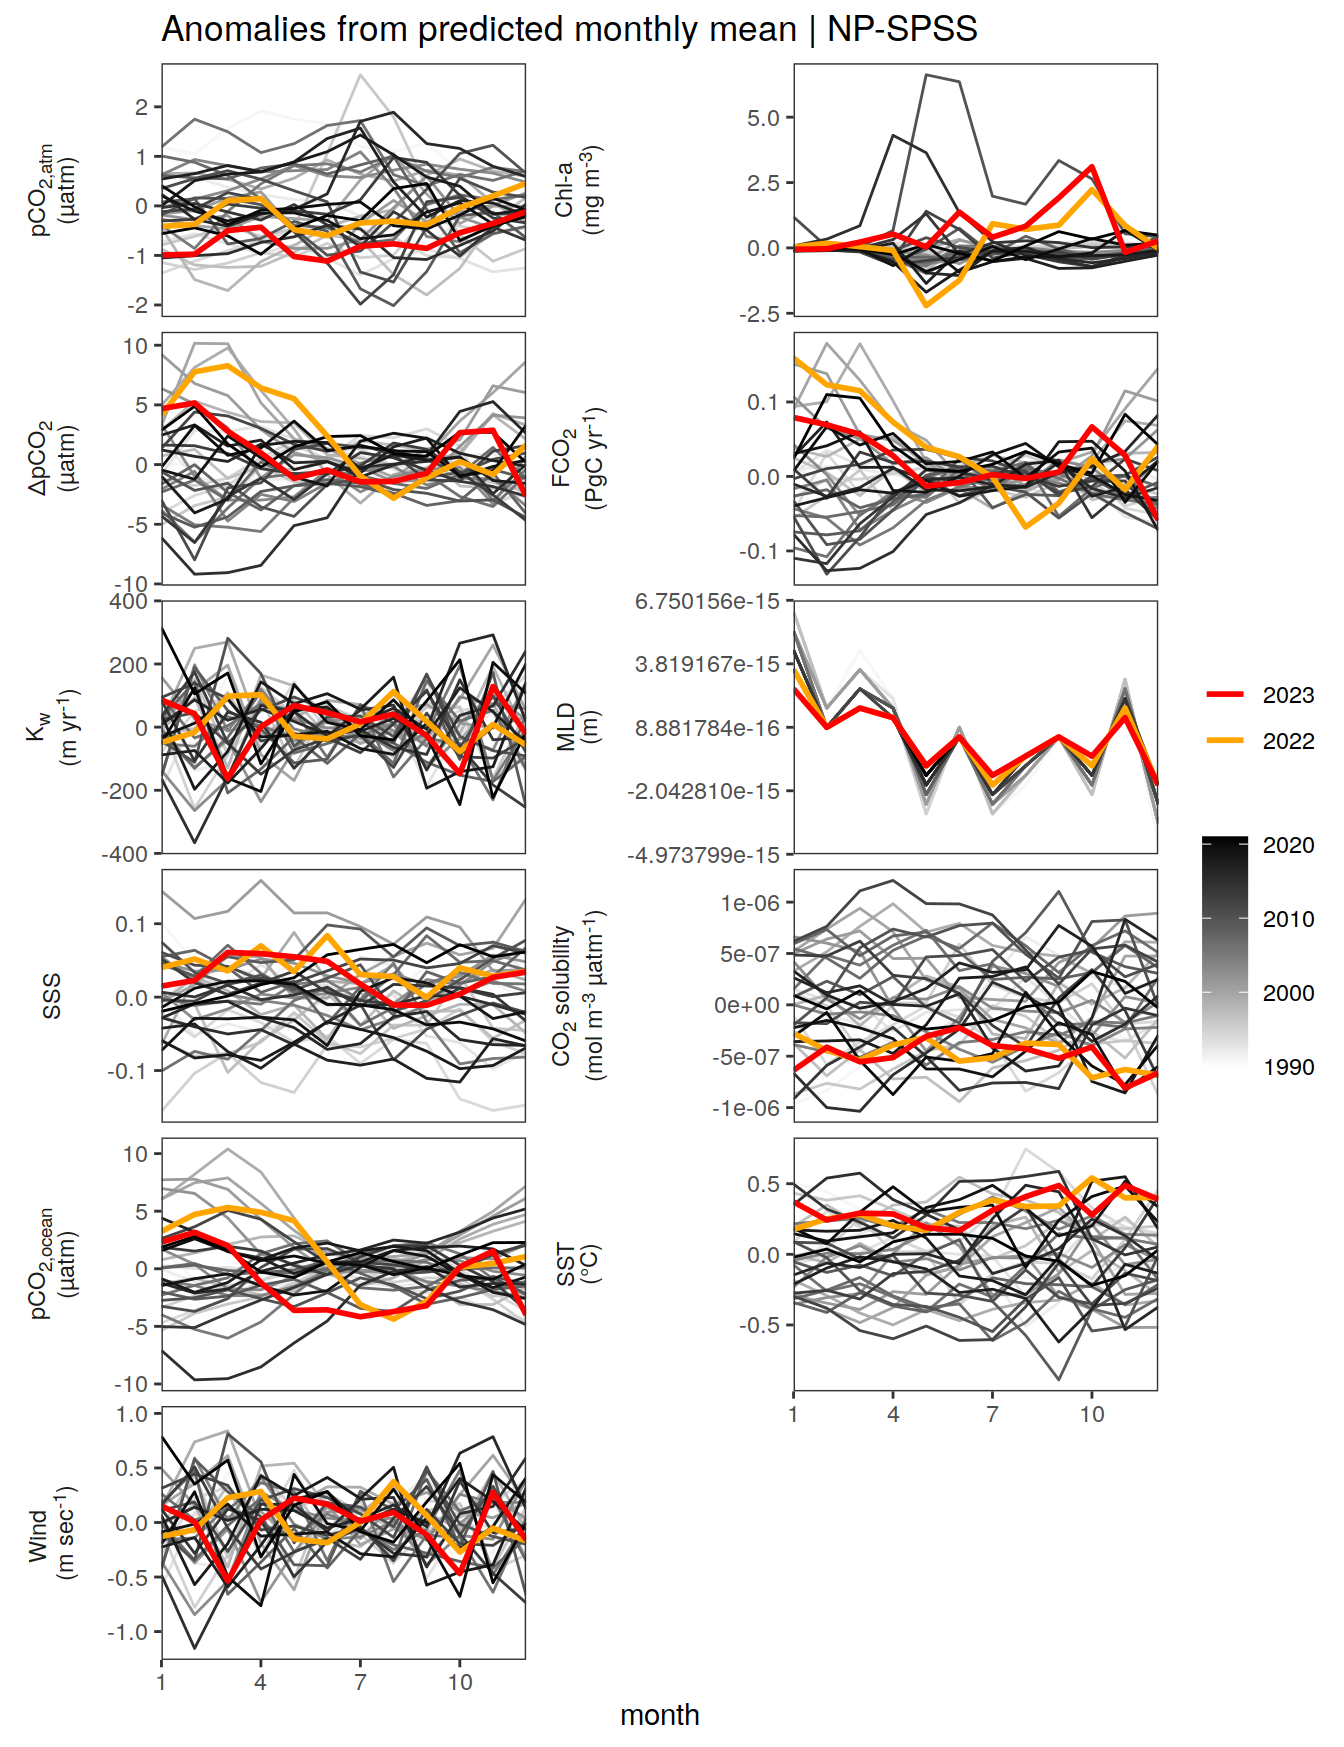 Anomalies from predicted monthly mean | NP-SPSS
pCO2,atm
(µatm)
2
1
0
-1
-2
Chl-a
(mg m-3)
5.0
2.5
0.0
-2.5
ΔpCO2
(µatm)
10
5
0
-5
-10
FCO2
(PgC yr-1)
0.1
0.0
-0.1
Kw
(m yr-1)
400
200
0
-200
-400
MLD
(m)
6.750156e-15
3.819167e-15
8.881784e-16
-2.042810e-15
-4.973799e-15
SSS
0.1
0.0
-0.1
CO2 solubility
(mol m-3 µatm-1)
1e-06
5e-07
0e+00
-5e-07
-1e-06
pCO2,ocean
(µatm)
10
5
0
-5
-10
SST
(°C)
0.5
0.0
-0.5
1 4 7 10
Wind
(m sec-1)
1.0
0.5
0.0
-0.5
-1.0
1 4 7 10
month
2023
2022
2020
2010
2000
1990